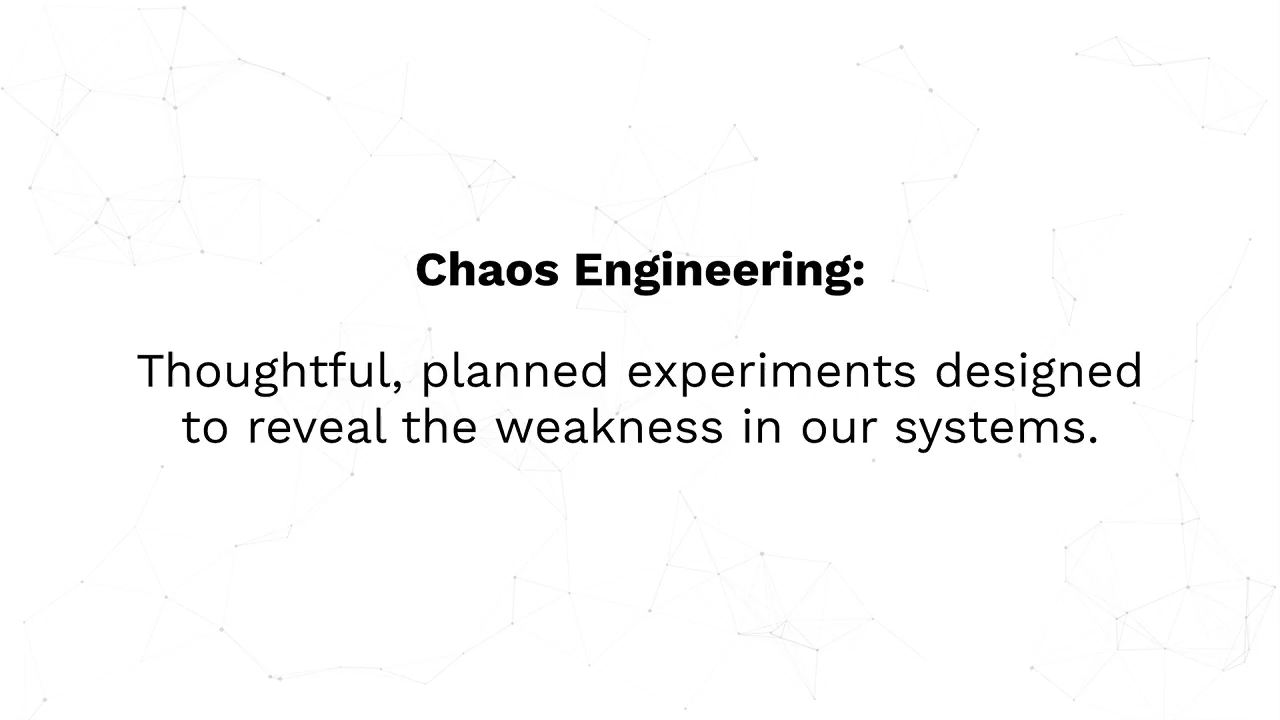 Chaos Engineering:
Thoughtful, planned experiments designed
to reveal the weakness in our systems.